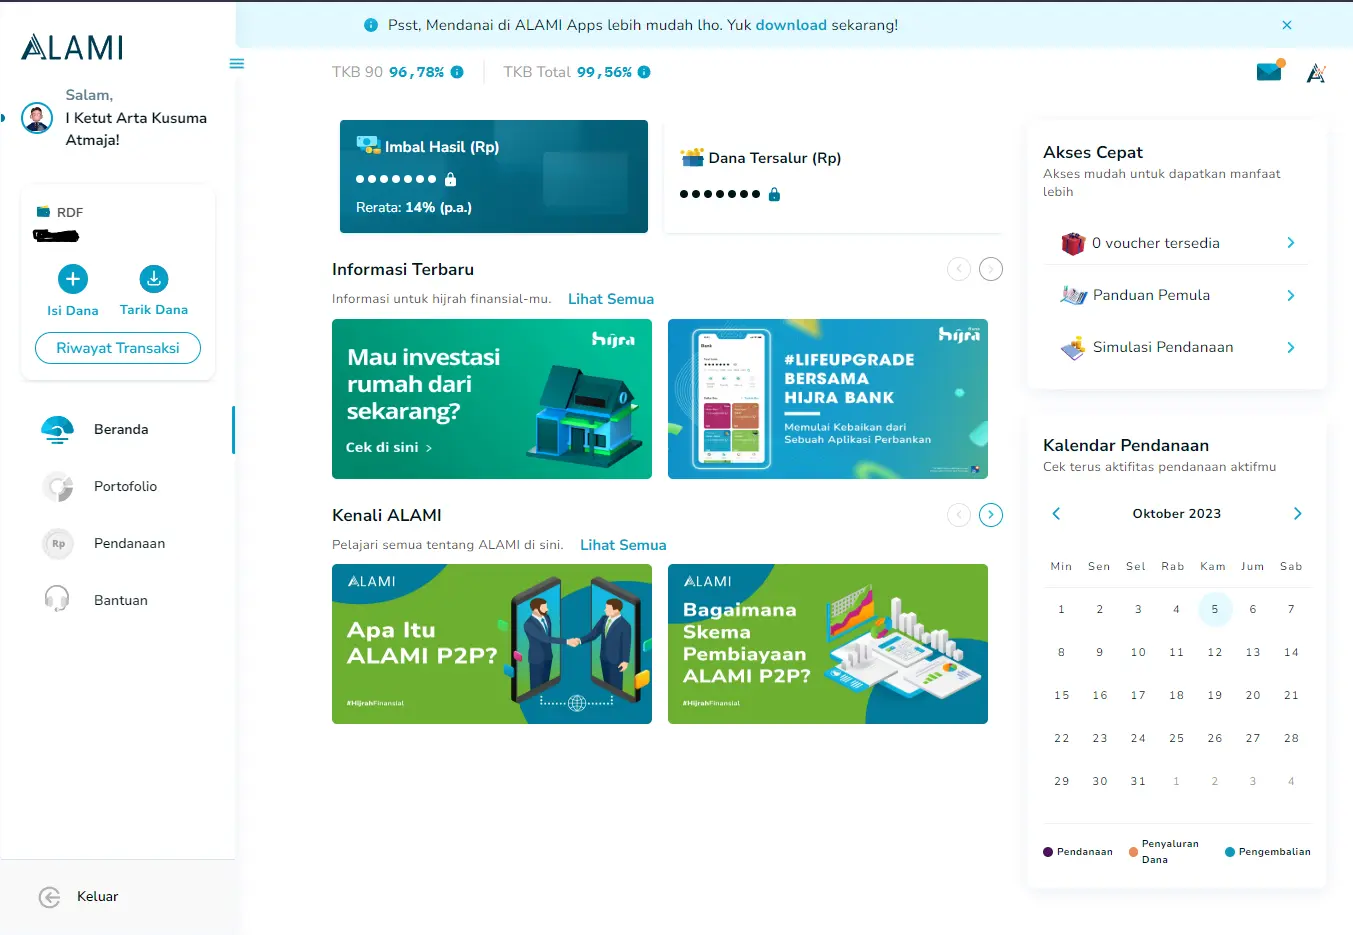 Psst, Mendanai di ALAMI Apps lebih mudah lho. Yuk download sekarang!
ALAMI
Salam,
I Ketut Arta Kusuma
Atmaja!
RDF
Isi Dana
Tarik Dana
Riwayat Transaksi
Beranda
Portofolio
Rp
Pendanaan
Bantuan
Keluar
TKB 90 96,78%
TKB Total 99,56%
Imbal Hasil (Rp)
Rerata: 14% (p.a.)
Dana Tersalur (Rp)
Informasi Terbaru
Informasi untuk hijrah finansial-mu. Lihat Semua
hijra
Mau investasi
rumah dari
sekarang?
Cek di sini >
hijra
Bank
#LIFEUPGRADE
BERSAMA
HIJRA BANK
Memulai Kebaikan dari
Sebuah Aplikasi Perbankan
Kenali ALAMI
Pelajari semua tentang ALAMI di sini. Lihat Semua
ALAMI
Apa Itu
ALAMI P2P?
#HijrahFinansial
ALAMI
Bagaimana
Skema
Pembiayaan
ALAMI P2P?
#HijrahFinansial
Akses Cepat
Akses mudah untuk dapatkan manfaat
lebih
0 voucher tersedia
Panduan Pemula
Simulasi Pendanaan
Kalendar Pendanaan
Cek terus aktifitas pendanaan aktifmu
Oktober 2023
Min Sen Sel Rab Kam Jum Sab
1 2 3 4 5 6 7
8 9 10 11 12 13 14
15 16 17 18 19 20 21
22 23 24 25 26 27 28
29 30 31 1 2 3 4
Pendanaan
Penyaluran
Dana
Pengembalian